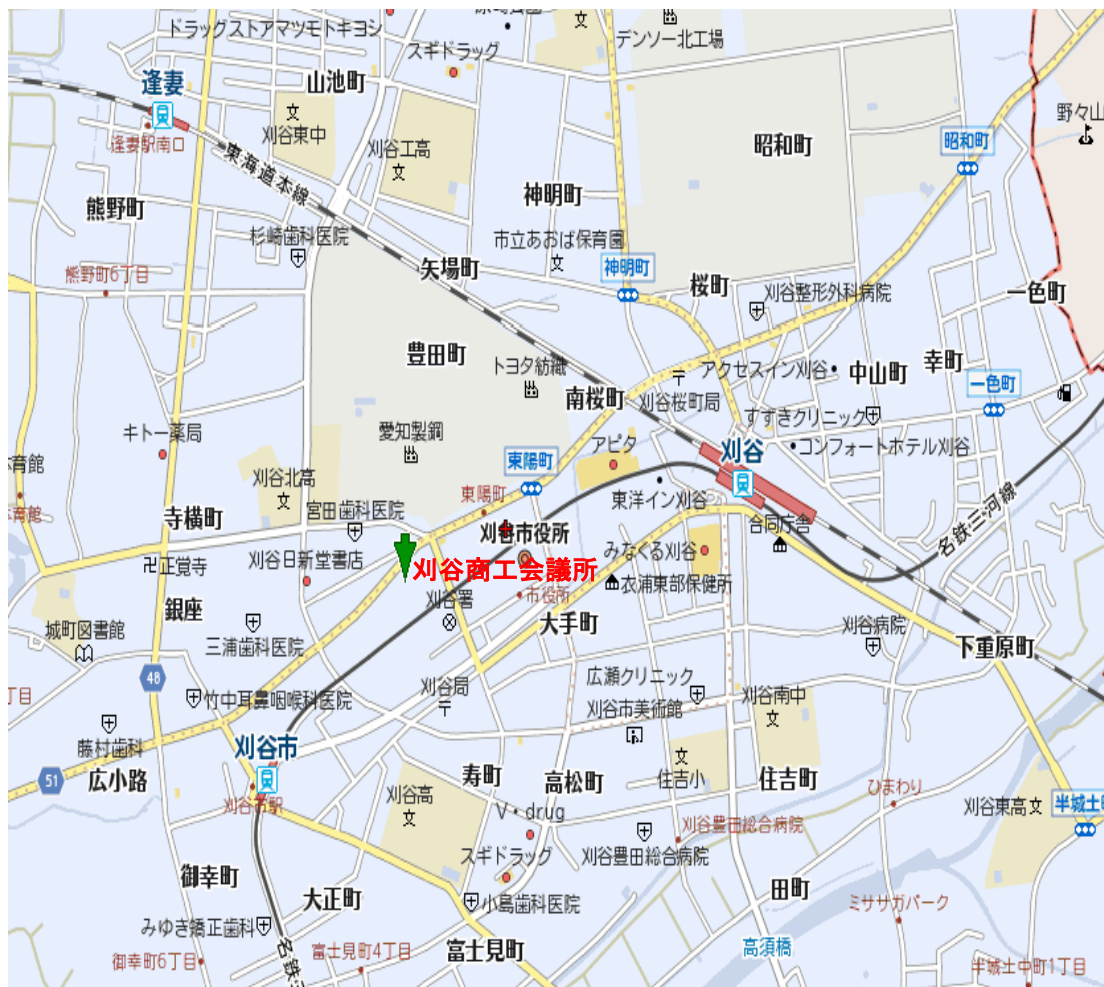 ドラッグストアマツモトキヨシ
スギドラッグ
デンソー北工場
逢妻
山池町
逢妻駅南口
刈谷東中
刈谷工高
東海道本線
昭和町
昭和町
野々山
熊野町
神明町
杉崎歯科医院
市立あおば保育園
熊野町6丁目
矢場町
神明町
桜町
刈谷整形外科病院
一色町
豊田町
トヨタ紡織
アクセスイン刈谷
中山町
幸町
南桜町
刈谷桜町局
一色町
すずきクリニック
キトー薬局
愛知製鋼
アピタ
コンフォートホテル刈谷
刈谷
東陽町
刈谷北高
東陽町
東洋イン刈谷
名鉄三河線
寺横町
宮田歯科医院
刈谷市役所
合同庁舎
刈谷日新堂書店
みなくる刈谷
正覚寺
刈谷商工会議所
衣浦東部保健所
銀座
刈谷署
市役所
大手町
城町図書館
三浦歯科医院
刈谷病院
下重原町
48
刈谷局
広瀬クリニック
刈谷南中
竹中耳鼻咽喉科医院
刈谷市美術館
藤村歯科
刈谷市
51
広小路
寿町
高松町
住吉小
住吉町
ひまわり
刈谷市駅
刈谷高
刈谷東高
半城土町
V・drug
刈谷豊田総合病院
スギドラッグ
刈谷豊田総合病院
御幸町
大正町
小島歯科医院
田町
ミササガパーク
みゆき矯正歯科
富士見町4丁目
富士見町
高須橋
御幸町6丁目
名鉄三
半城土中町1丁目